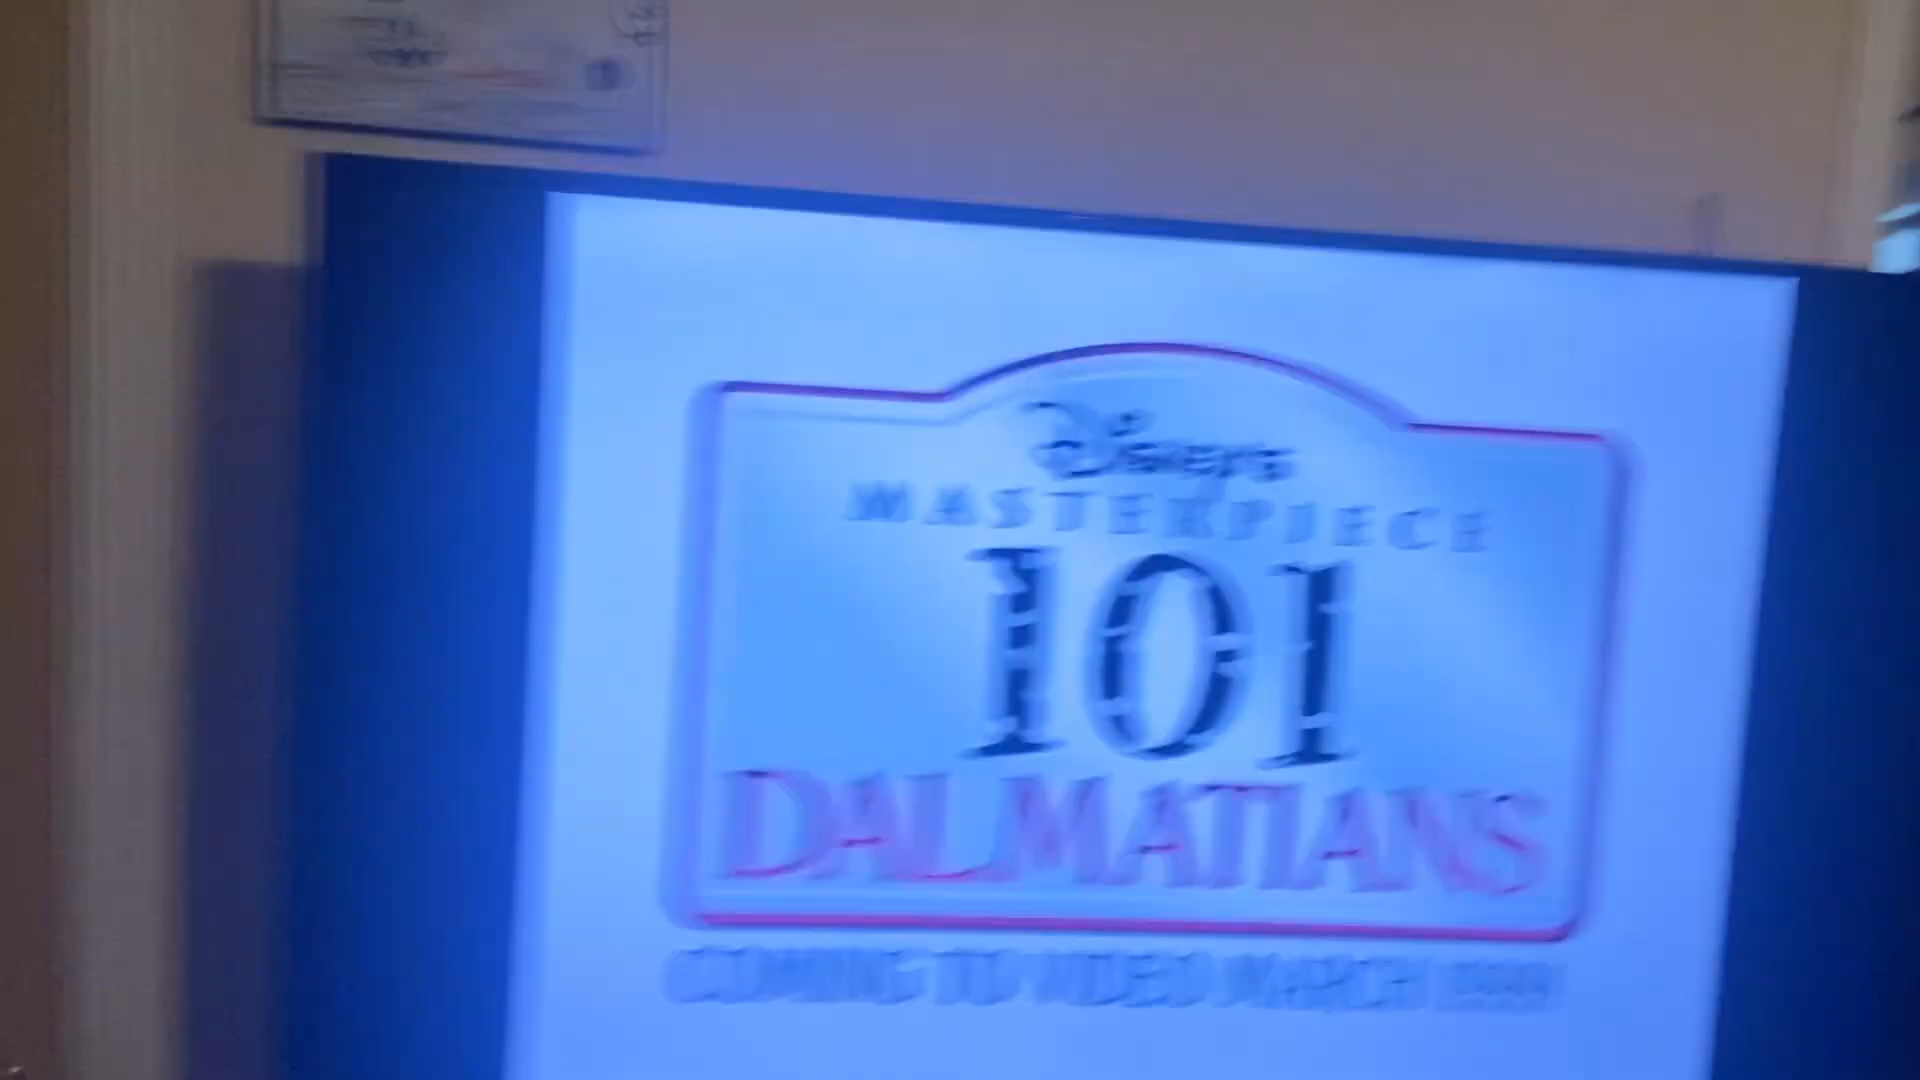 Disney's
MASTERPIECE
101
DALMATIANS
COMING TO VIDEO MARCH